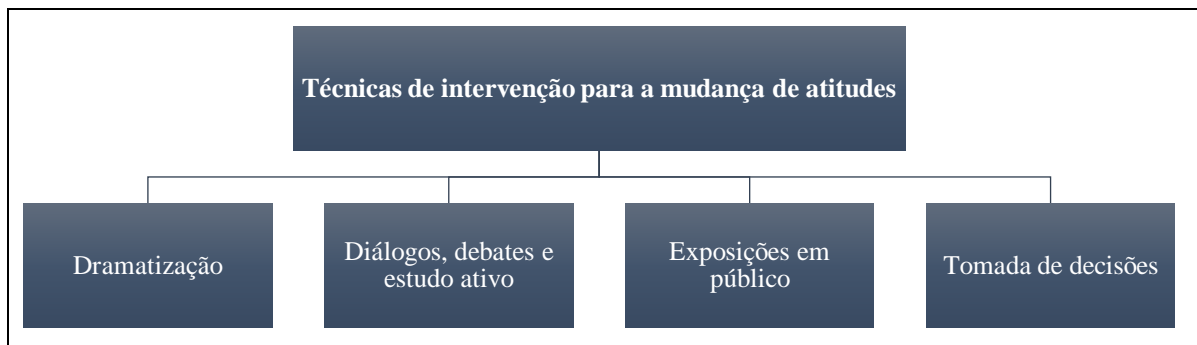 Técnicas de intervenção para a mudança de atitudes
Dramatização
Diálogos, debates e
estudo ativo
Exposições em
público
Tomada de decisões